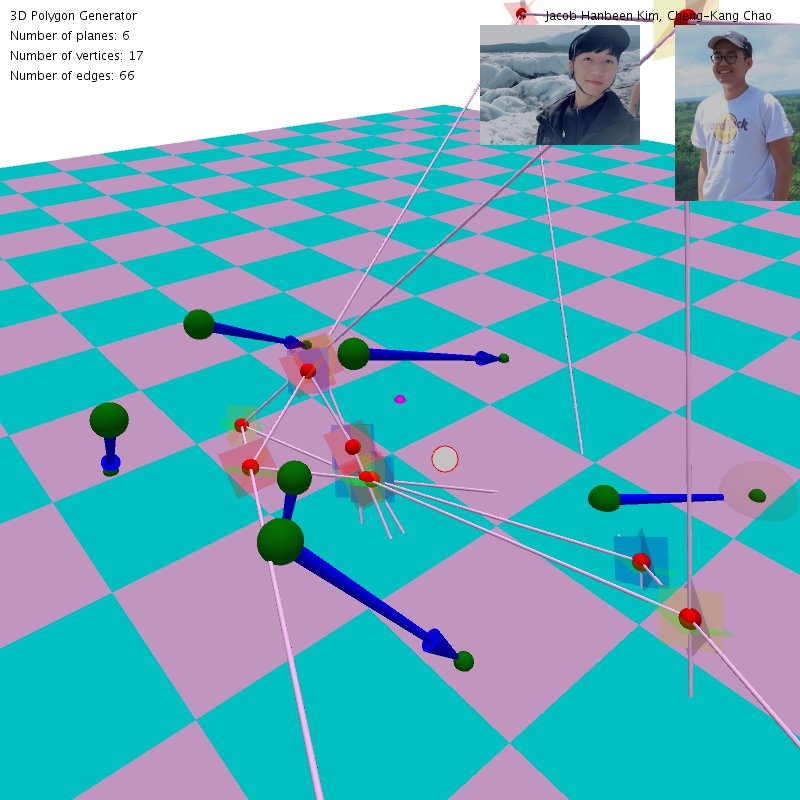 3D Polygon Generator
Jacob Hanbeen Kim, Cheng-Kang Chao
Number of planes: 6
Number of vertices: 17
Number of edges: 66